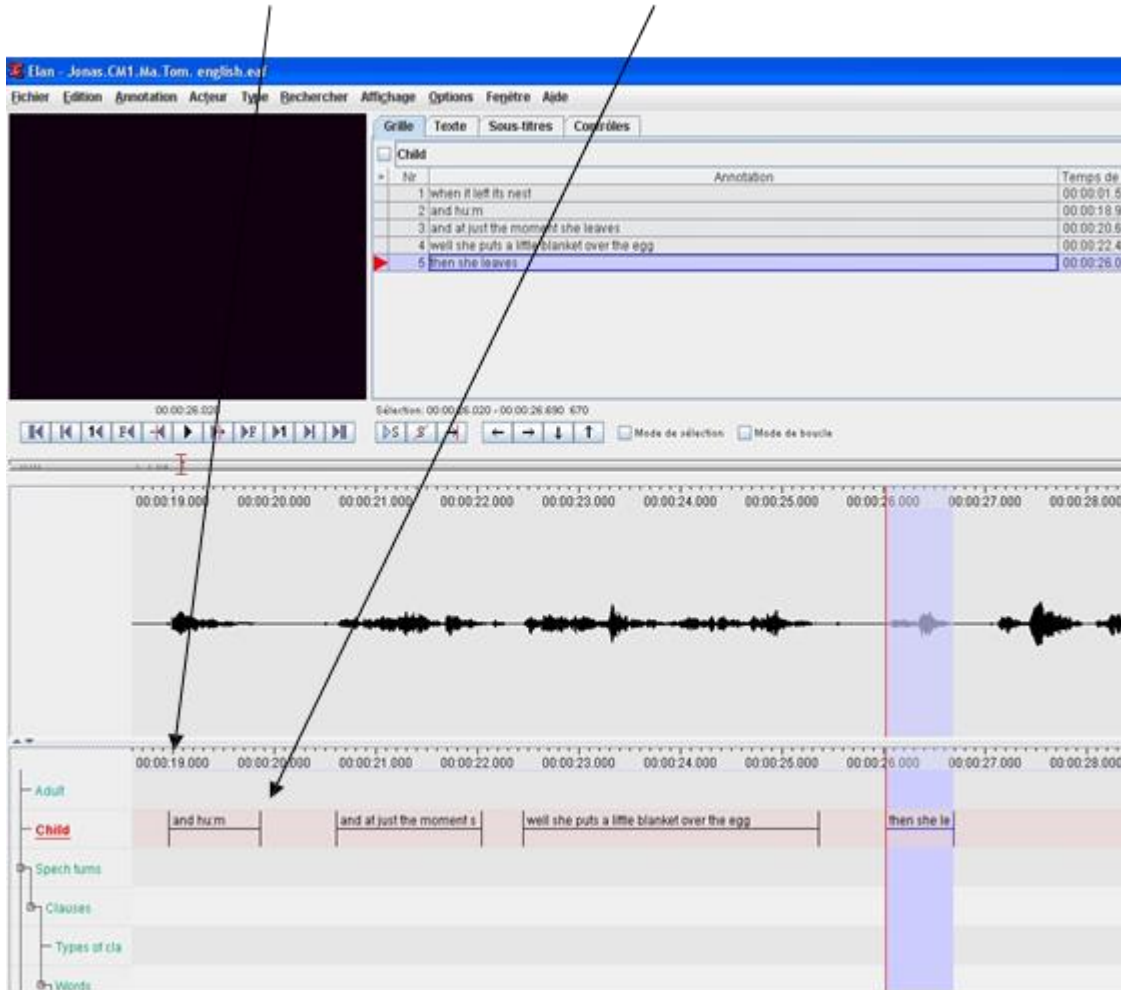 Elan - Jonas.CM1.Ma.Tom. english.eaf
Fichier Edition Annotation Acteur Type Rechercher Affichage Options Fenêtre Aide
Grille Texte Sous-titres Contrôles
Child
Nr Annotation Temps de
1 when it left its nest 00:00:01.5
2 and hu:m 00:00:18.9
3 and at just the moment she leaves 00:00:20.6
4 well she puts a little blanket over the egg 00:00:22.4
5 then she leaves 00:00:26.0
00:00:26.020 Sélection: 00:00:26.020 - 00:00:26.690 670
Mode de sélection Mode de boucle
00:00:19.000 00:00:20.000 00:00:21.000 00:00:22.000 00:00:23.000 00:00:24.000 00:00:25.000 00:00:26.000 00:00:27.000 00:00:28.000
00:00:19.000 00:00:20.000 00:00:21.000 00:00:22.000 00:00:23.000 00:00:24.000 00:00:25.000 00:00:26.000 00:00:27.000 00:00:28.000
Adult
Child and hu:m and at just the moment s well she puts a little blanket over the egg then she le
Spech turns
Clauses
Types of cla
Words